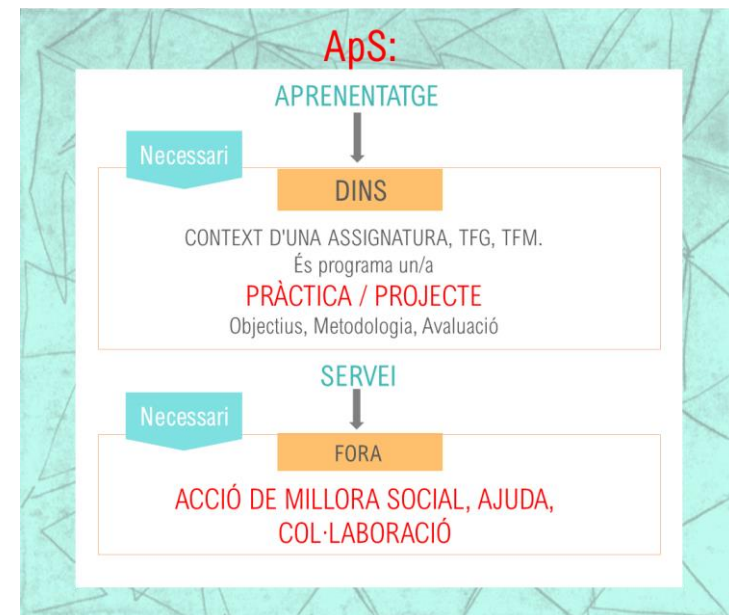 ApS:
APRENENTATGE
Necessari
DINS
CONTEXT D'UNA ASSIGNATURA, TFG, TFM.
És programa un/a
PRÀCTICA / PROJECTE
Objectius, Metodologia, Avaluació
SERVEI
Necessari
FORA
ACCIÓ DE MILLORA SOCIAL, AJUDA,
COL·LABORACIÓ